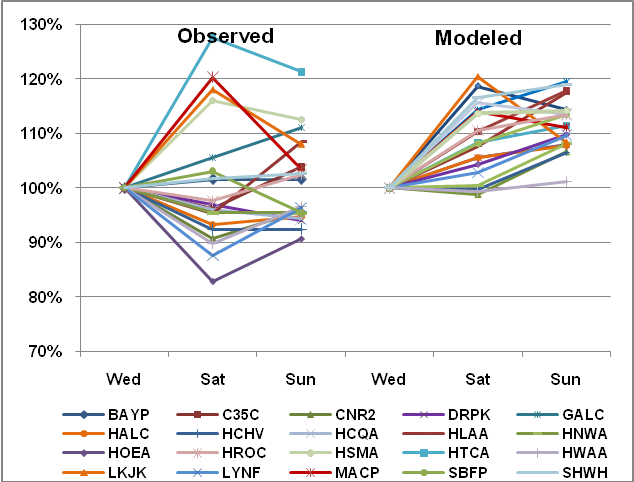 Observed Modeled
130%
120%
110%
100%
90%
80%
70%
Wed Sat Sun Wed Sat Sun
BAYP C35C CNR2 DRPK GALC
HALC HCHV HCQA HLAA HNWA
HOEA HROC HSMA HTCA HWAA
LKJK LYNF MACP SBFP SHWH